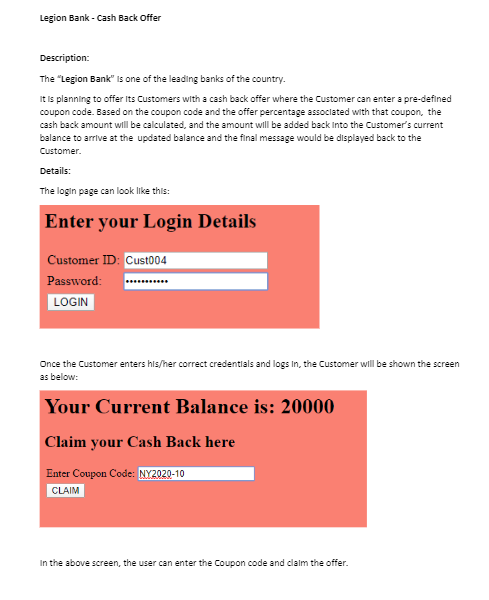 Legion Bank - Cash Back Offer
Description:
The "Legion Bank" is one of the leading banks of the country.
It is planning to offer its Customers with a cash back offer where the Customer can enter a pre-defined
coupon code. Based on the coupon code and the offer percentage associated with that coupon, the
cash back amount will be calculated, and the amount will be added back into the Customer's current
balance to arrive at the updated balance and the final message would be displayed back to the
Customer.
Details:
The login page can look like this:
Enter your Login Details
Customer ID: Cust004
Password: •••••••••••
LOGIN
Once the Customer enters his/her correct credentials and logs in, the Customer will be shown the screen
as below:
Your Current Balance is: 20000
Claim your Cash Back here
Enter Coupon Code: NY2020-10
CLAIM
In the above screen, the user can enter the Coupon code and claim the offer.